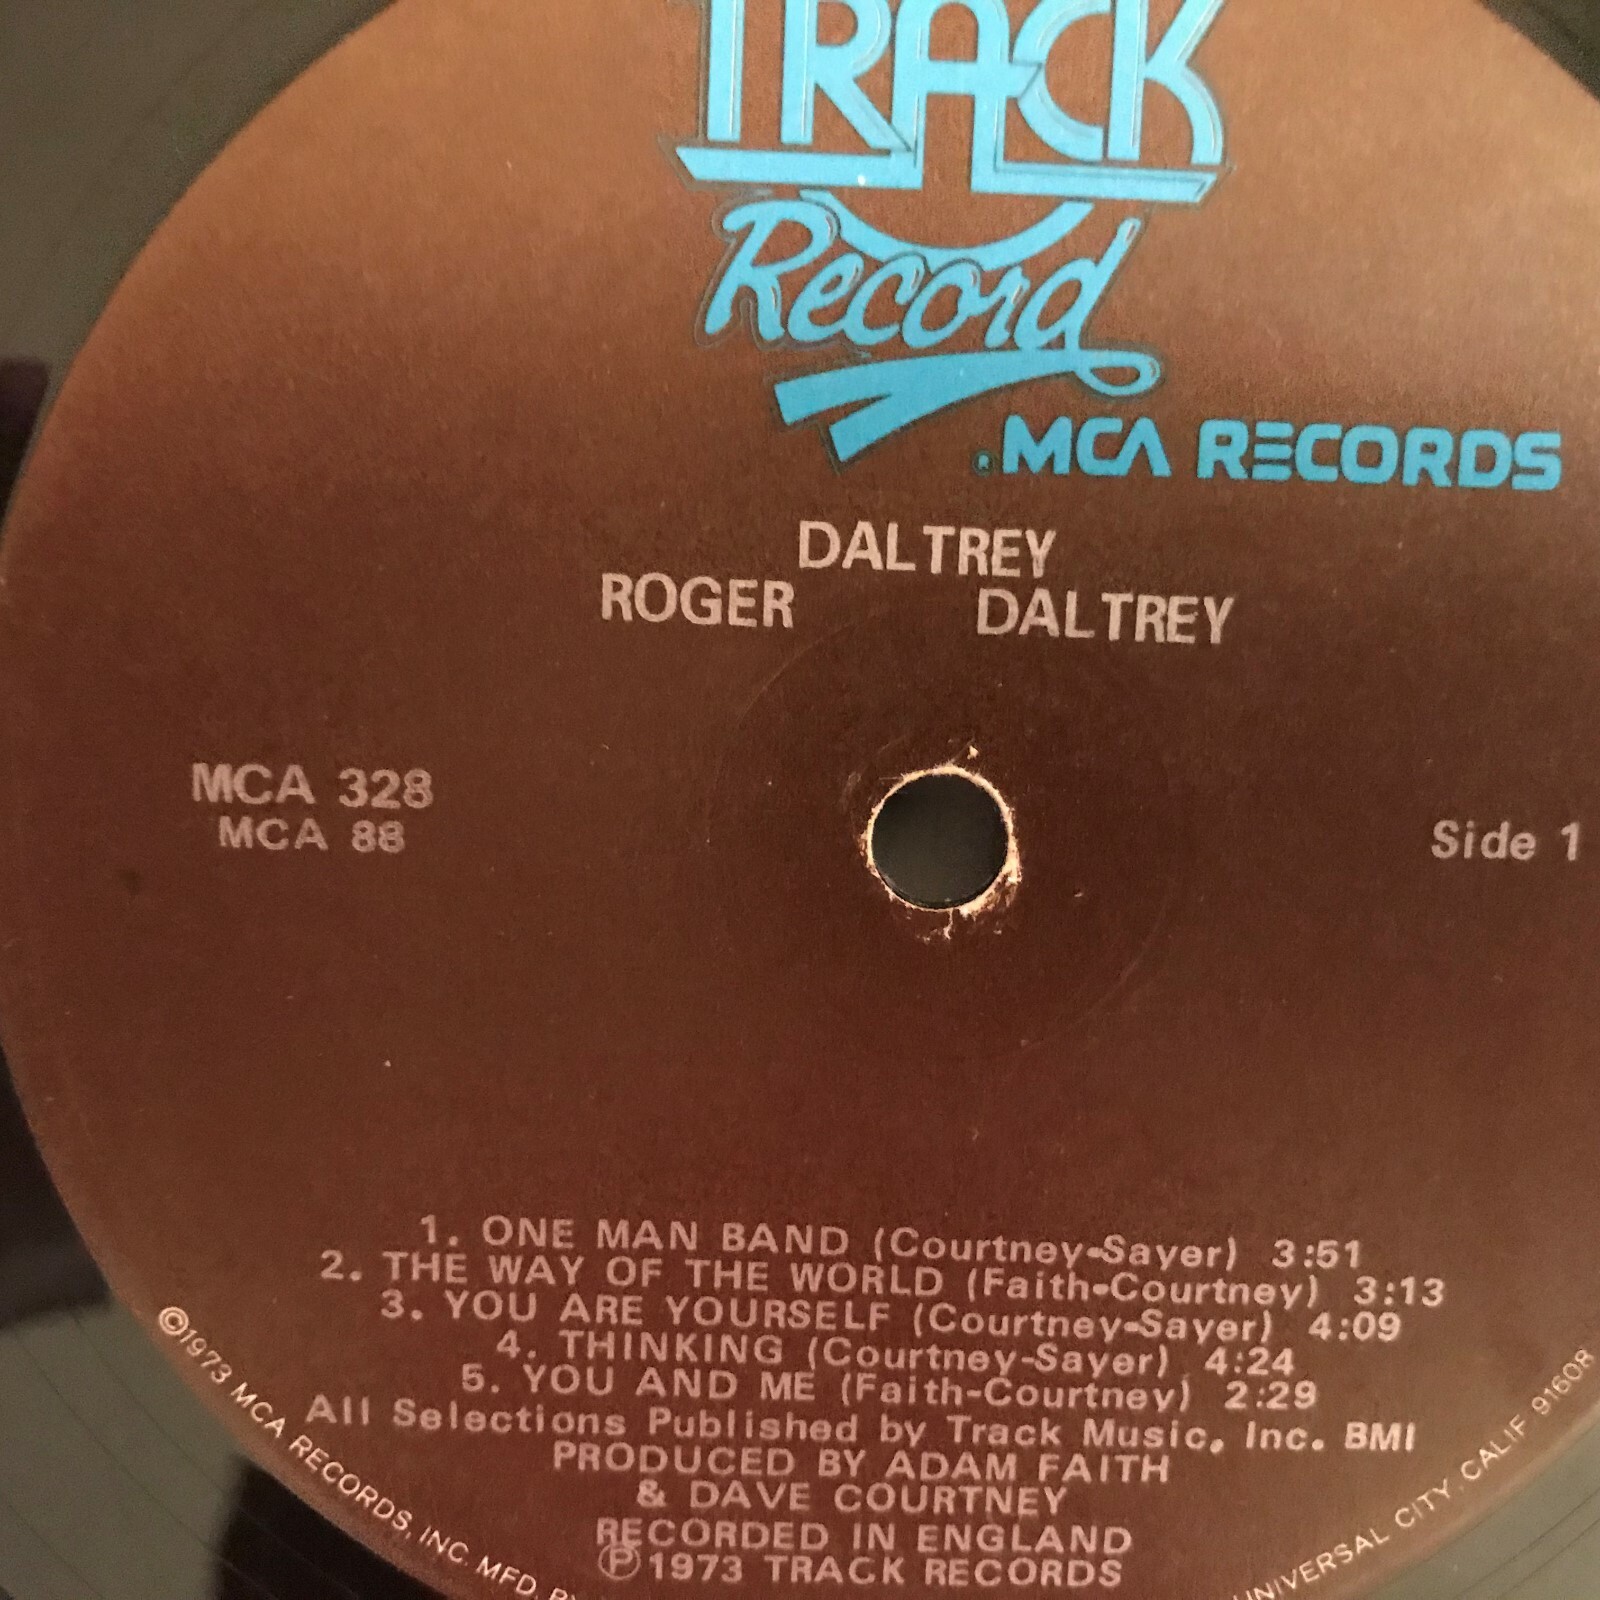 TRACK
Record
MCA RECORDS
DALTREY
ROGER DALTREY
MCA 328
MCA 88
Side 1
1. ONE MAN BAND (Courtney-Sayer) 3:51
2. THE WAY OF THE WORLD (Faith-Courtney) 3:13
3. YOU ARE YOURSELF (Courtney-Sayer) 4:09
4. THINKING (Courtney-Sayer) 4:24
5. YOU AND ME (Faith-Courtney) 2:29
All Selections Published by Track Music, Inc. BMI
PRODUCED BY ADAM FAITH
& DAVE COURTNEY
RECORDED IN ENGLAND
Ⓟ1973 TRACK RECORDS
©1973 MCA RECORDS, INC. MFD. BY
UNIVERSAL CITY, CALIF 91608